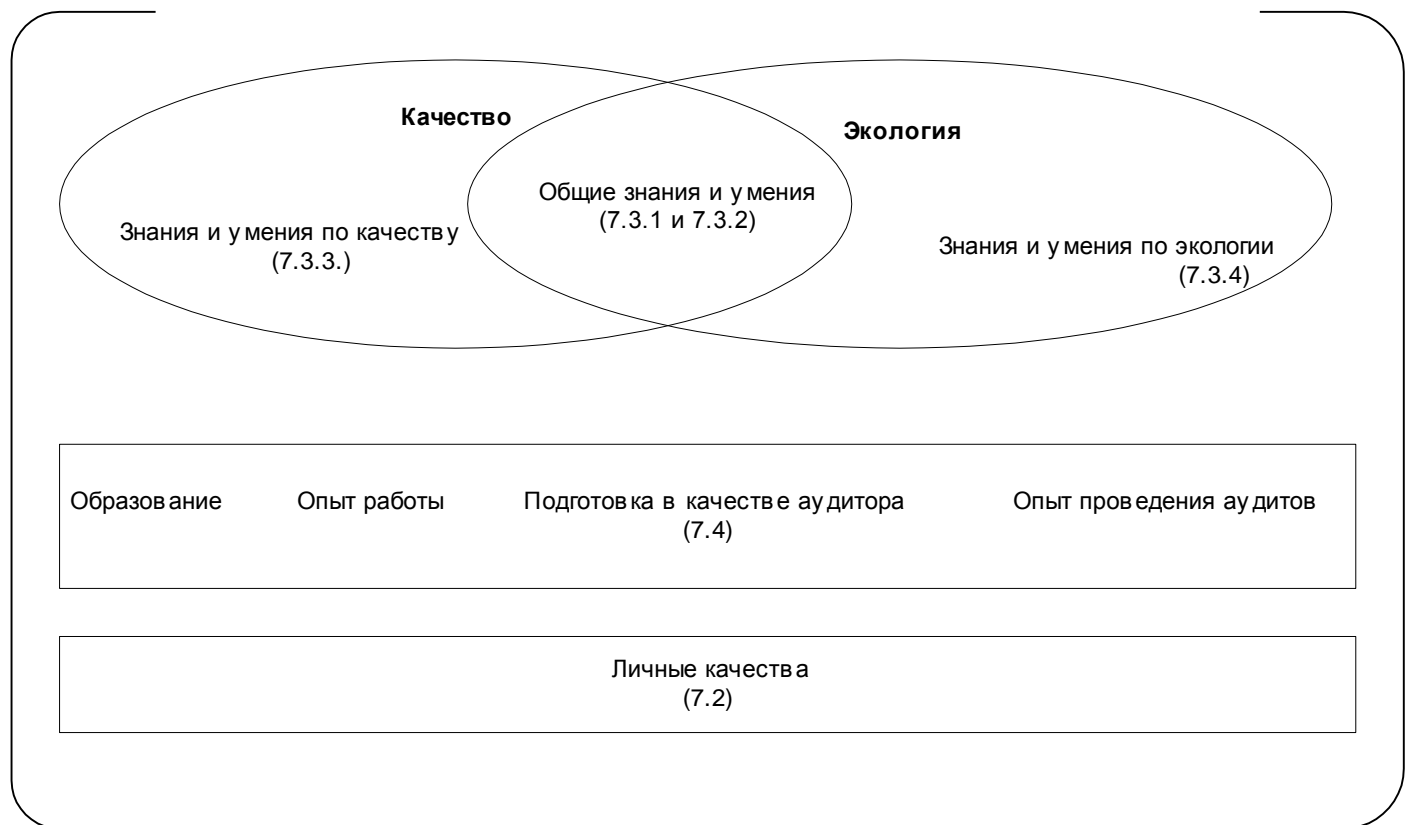 Качество
Экология
Общие знания и умения
(7.3.1 и 7.3.2)
Знания и умения по качеству
(7.3.3.)
Знания и умения по экологии
(7.3.4)
Образование Опыт работы Подготовка в качестве аудитора Опыт проведения аудитов
(7.4)
Личные качества
(7.2)